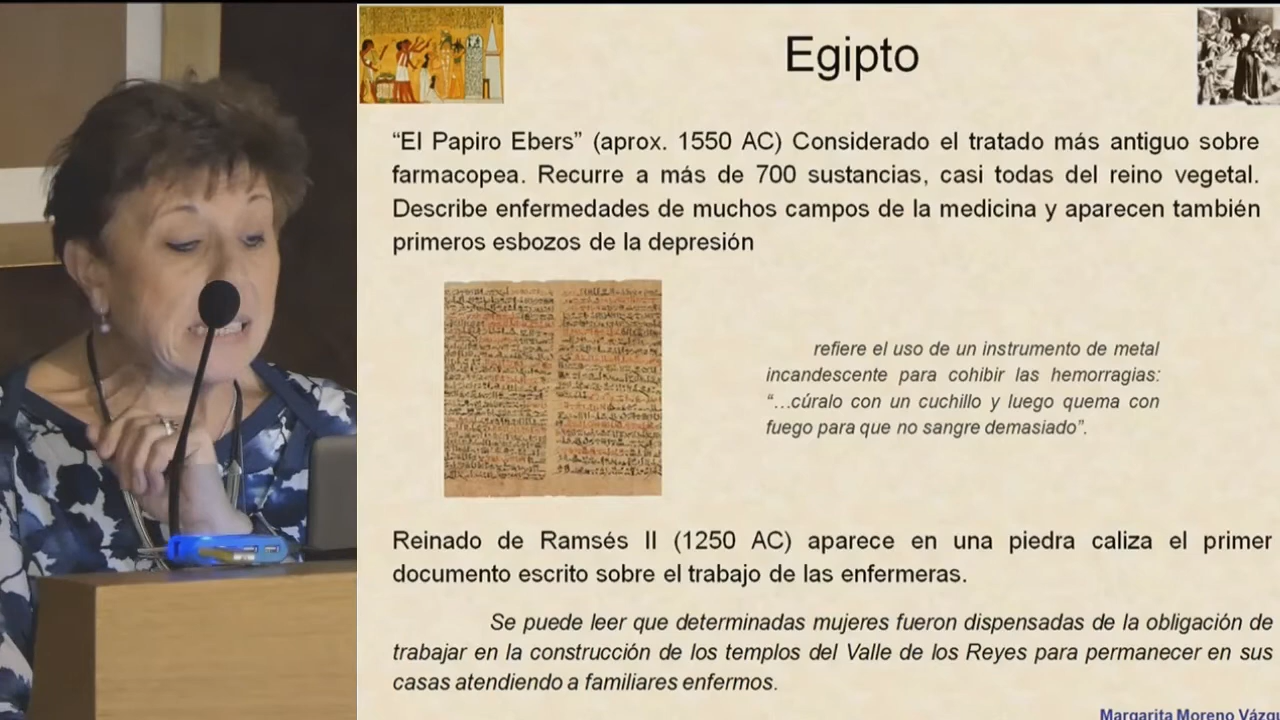 Egipto
“El Papiro Ebers” (aprox. 1550 AC) Considerado el tratado más antiguo sobre
farmacopea. Recurre a más de 700 sustancias, casi todas del reino vegetal.
Describe enfermedades de muchos campos de la medicina y aparecen también
primeros esbozos de la depresión
refiere el uso de un instrumento de metal
incandescente para cohibir las hemorragias:
“…cúralo con un cuchillo y luego quema con
fuego para que no sangre demasiado”.
Reinado de Ramsés II (1250 AC) aparece en una piedra caliza el primer
documento escrito sobre el trabajo de las enfermeras.
Se puede leer que determinadas mujeres fueron dispensadas de la obligación de
trabajar en la construcción de los templos del Valle de los Reyes para permanecer en sus
casas atendiendo a familiares enfermos.
Margarita Moreno Vázqu